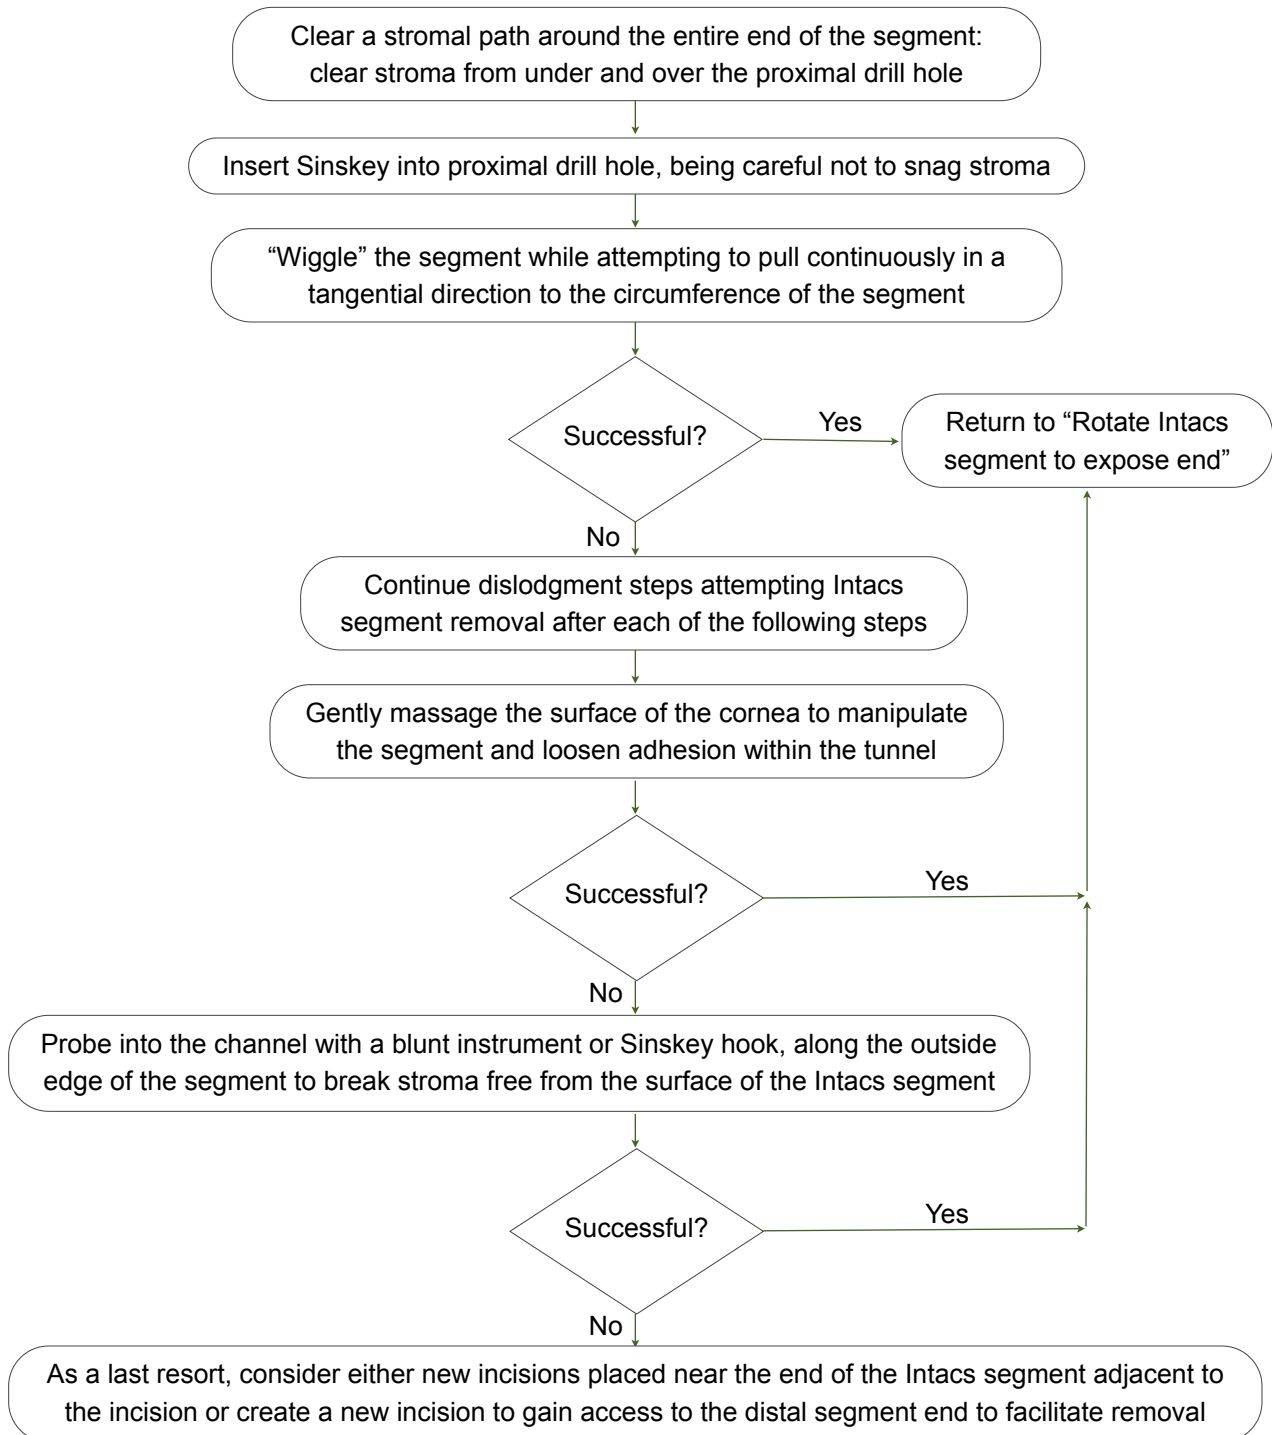 Clear a stromal path around the entire end of the segment:
clear stroma from under and over the proximal drill hole
Insert Sinskey into proximal drill hole, being careful not to snag stroma
“Wiggle” the segment while attempting to pull continuously in a
tangential direction to the circumference of the segment
Successful?
Yes
Return to “Rotate Intacs
segment to expose end”
No
Continue dislodgment steps attempting Intacs
segment removal after each of the following steps
Gently massage the surface of the cornea to manipulate
the segment and loosen adhesion within the tunnel
Successful?
Yes
No
Probe into the channel with a blunt instrument or Sinskey hook, along the outside
edge of the segment to break stroma free from the surface of the Intacs segment
Successful?
Yes
No
As a last resort, consider either new incisions placed near the end of the Intacs segment adjacent to
the incision or create a new incision to gain access to the distal segment end to facilitate removal